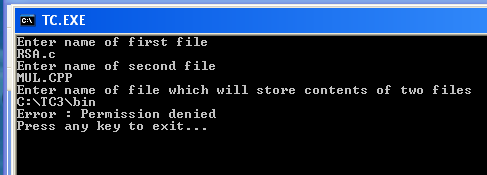 C:\ TC.EXE
Enter name of first file
RSA.c
Enter name of second file
MUL.CPP
Enter name of file which will store contents of two files
C:\TC3\bin
Error : Permission denied
Press any key to exit...